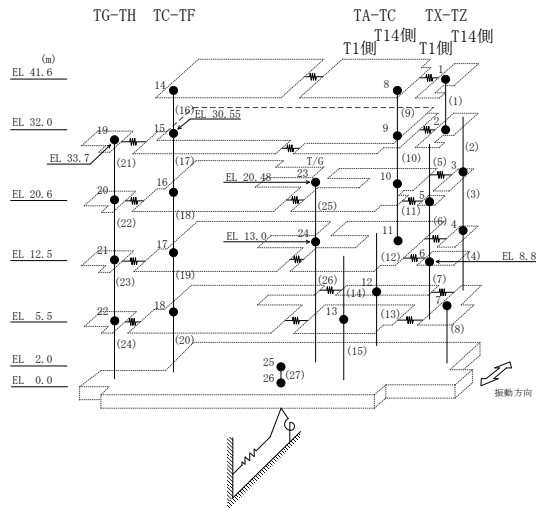 TG-TH TC-TF TA-TC TX-TZ
T1側 T14側 T1側 T14側
(m)
EL 41.6
14 8 1
(16) (9) (1)
EL 30.55
EL 32.0
19 15 9 2
EL 33.7
(21) (17) (10) (2)
T/G
EL 20.48 23 10 (5) 3
EL 20.6
20 16 5 (3)
(22) (18) (25) (11) (6)
EL 13.0 24 11 4
EL 12.5
21 17 6 (4) EL 8.8
(23) (19) (12) (7)
(26) (14) 12
EL 5.5
22 18 13 (13) 7 (8)
(24) (20) (15)
EL 2.0
25
EL 0.0
26 (27)
振動方向